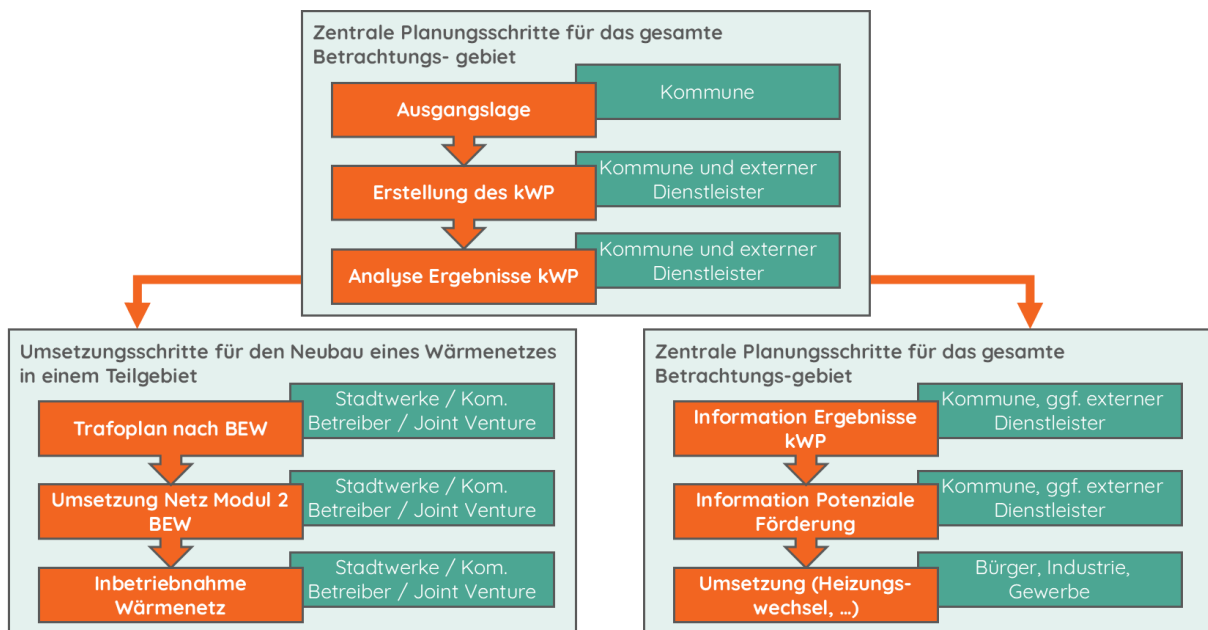 Zentrale Planungsschritte für das gesamte
Betrachtungs- gebiet
Kommune
Ausgangslage
Kommune und externer
Dienstleister
Erstellung des kWP
Kommune und externer
Dienstleister
Analyse Ergebnisse kWP
Umsetzungsschritte für den Neubau eines Wärmenetzes
in einem Teilgebiet
Stadtwerke / Kom.
Betreiber / Joint Venture
Trafoplan nach BEW
Stadtwerke / Kom.
Betreiber / Joint Venture
Umsetzung Netz Modul 2
BEW
Stadtwerke / Kom.
Betreiber / Joint Venture
Inbetriebnahme
Wärmenetz
Zentrale Planungsschritte für das gesamte
Betrachtungs-gebiet
Kommune, ggf. externer
Dienstleister
Information Ergebnisse
kWP
Kommune, ggf. externer
Dienstleister
Information Potenziale
Förderung
Bürger, Industrie,
Gewerbe
Umsetzung (Heizungs-
wechsel, ...)